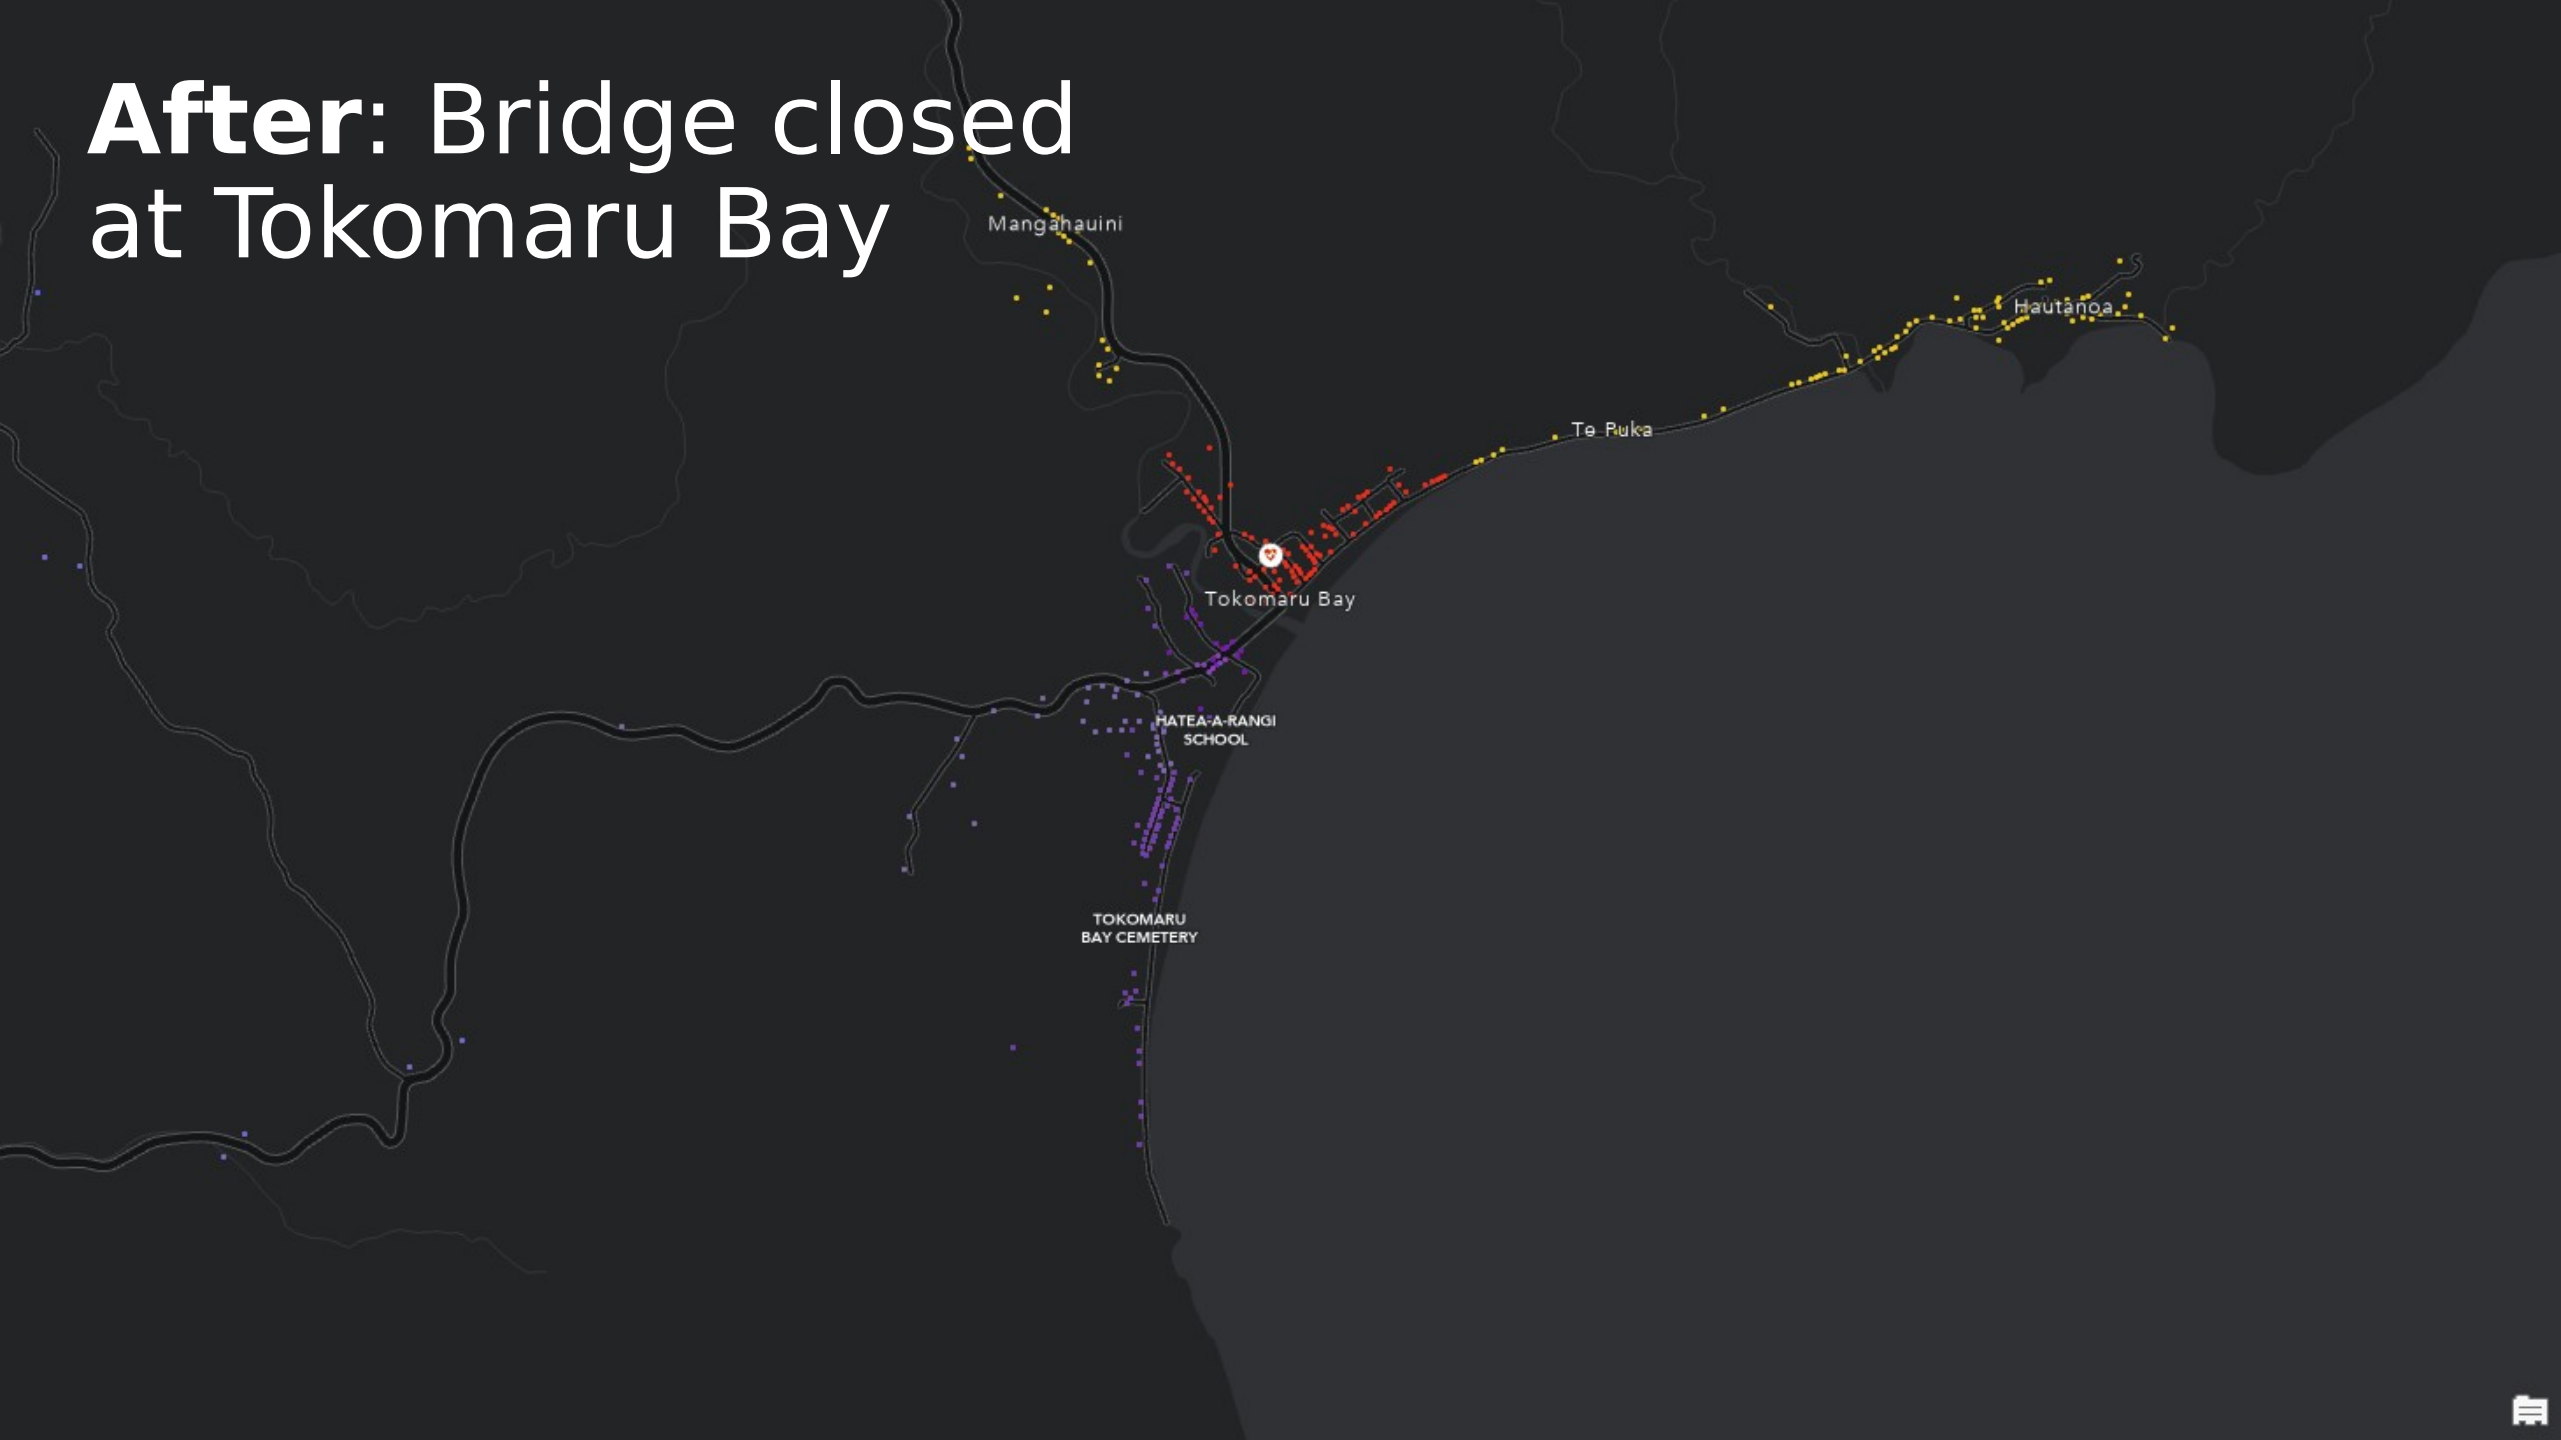 After: Bridge closed
at Tokomaru Bay
Mangahauini
Hautanoa
Te Puka
Tokomaru Bay
HATEA-A-RANGI
SCHOOL
TOKOMARU
BAY CEMETERY